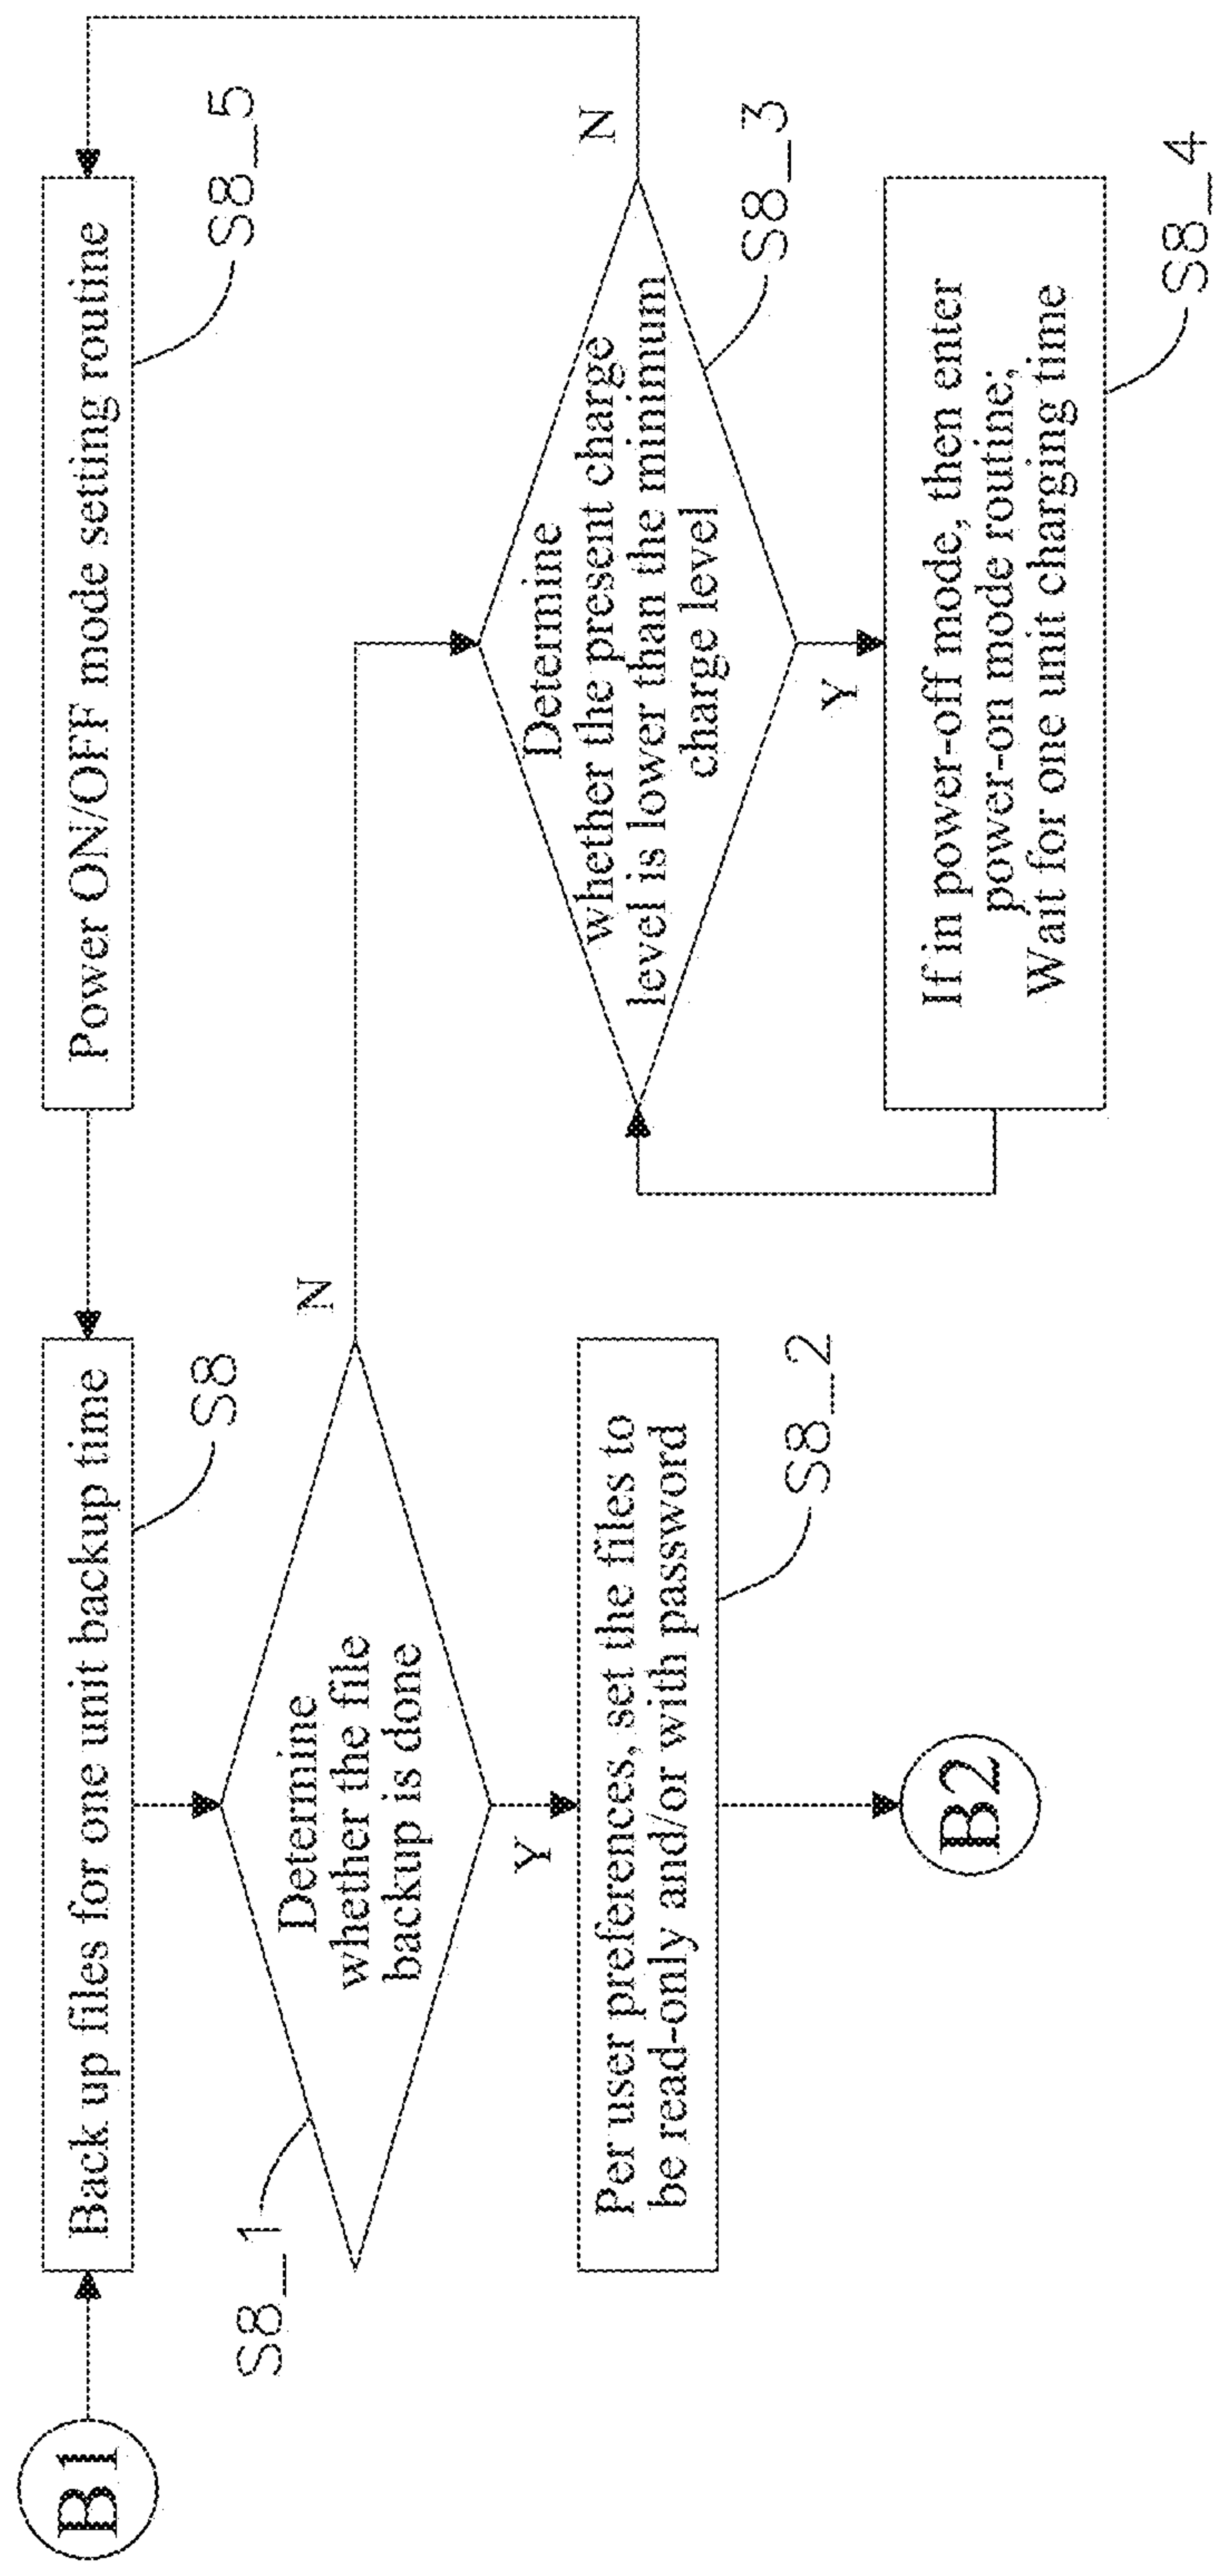 B1
Back up files for one unit backup time
S8
Power ON/OFF mode setting routine
S8_5
Determine
whether the file
backup is done
S8_1
N
Y
Per user preferences, set the files to
be read-only and/or with password
S8_2
B2
Determine
whether the present charge
level is lower than the minimum
charge level
S8_3
N
Y
If in power-off mode, then enter
power-on mode routine;
Wait for one unit charging time
S8_4